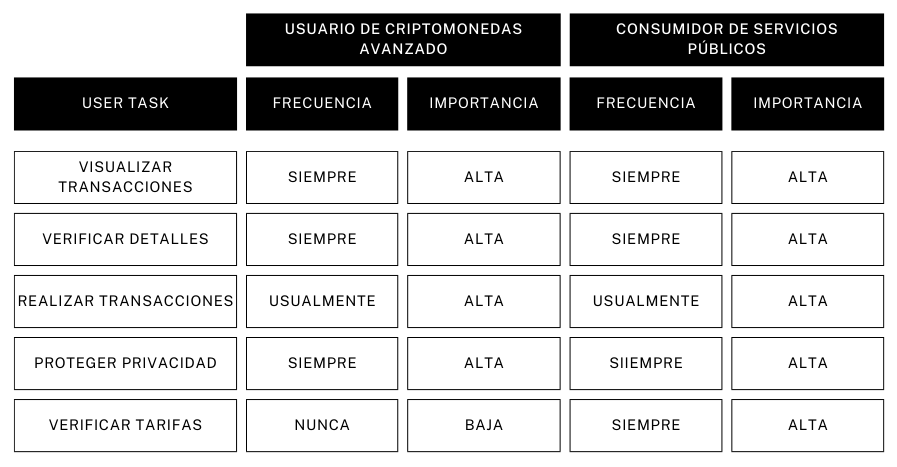 USUARIO DE CRIPTOMONEDAS
AVANZADO
CONSUMIDOR DE SERVICIOS
PÚBLICOS
USER TASK
FRECUENCIA
IMPORTANCIA
FRECUENCIA
IMPORTANCIA
VISUALIZAR
TRANSACCIONES
SIEMPRE
ALTA
SIEMPRE
ALTA
VERIFICAR DETALLES
SIEMPRE
ALTA
SIEMPRE
ALTA
REALIZAR TRANSACCIONES
USUALMENTE
ALTA
USUALMENTE
ALTA
PROTEGER PRIVACIDAD
SIEMPRE
ALTA
SIIEMPRE
ALTA
VERIFICAR TARIFAS
NUNCA
BAJA
SIEMPRE
ALTA